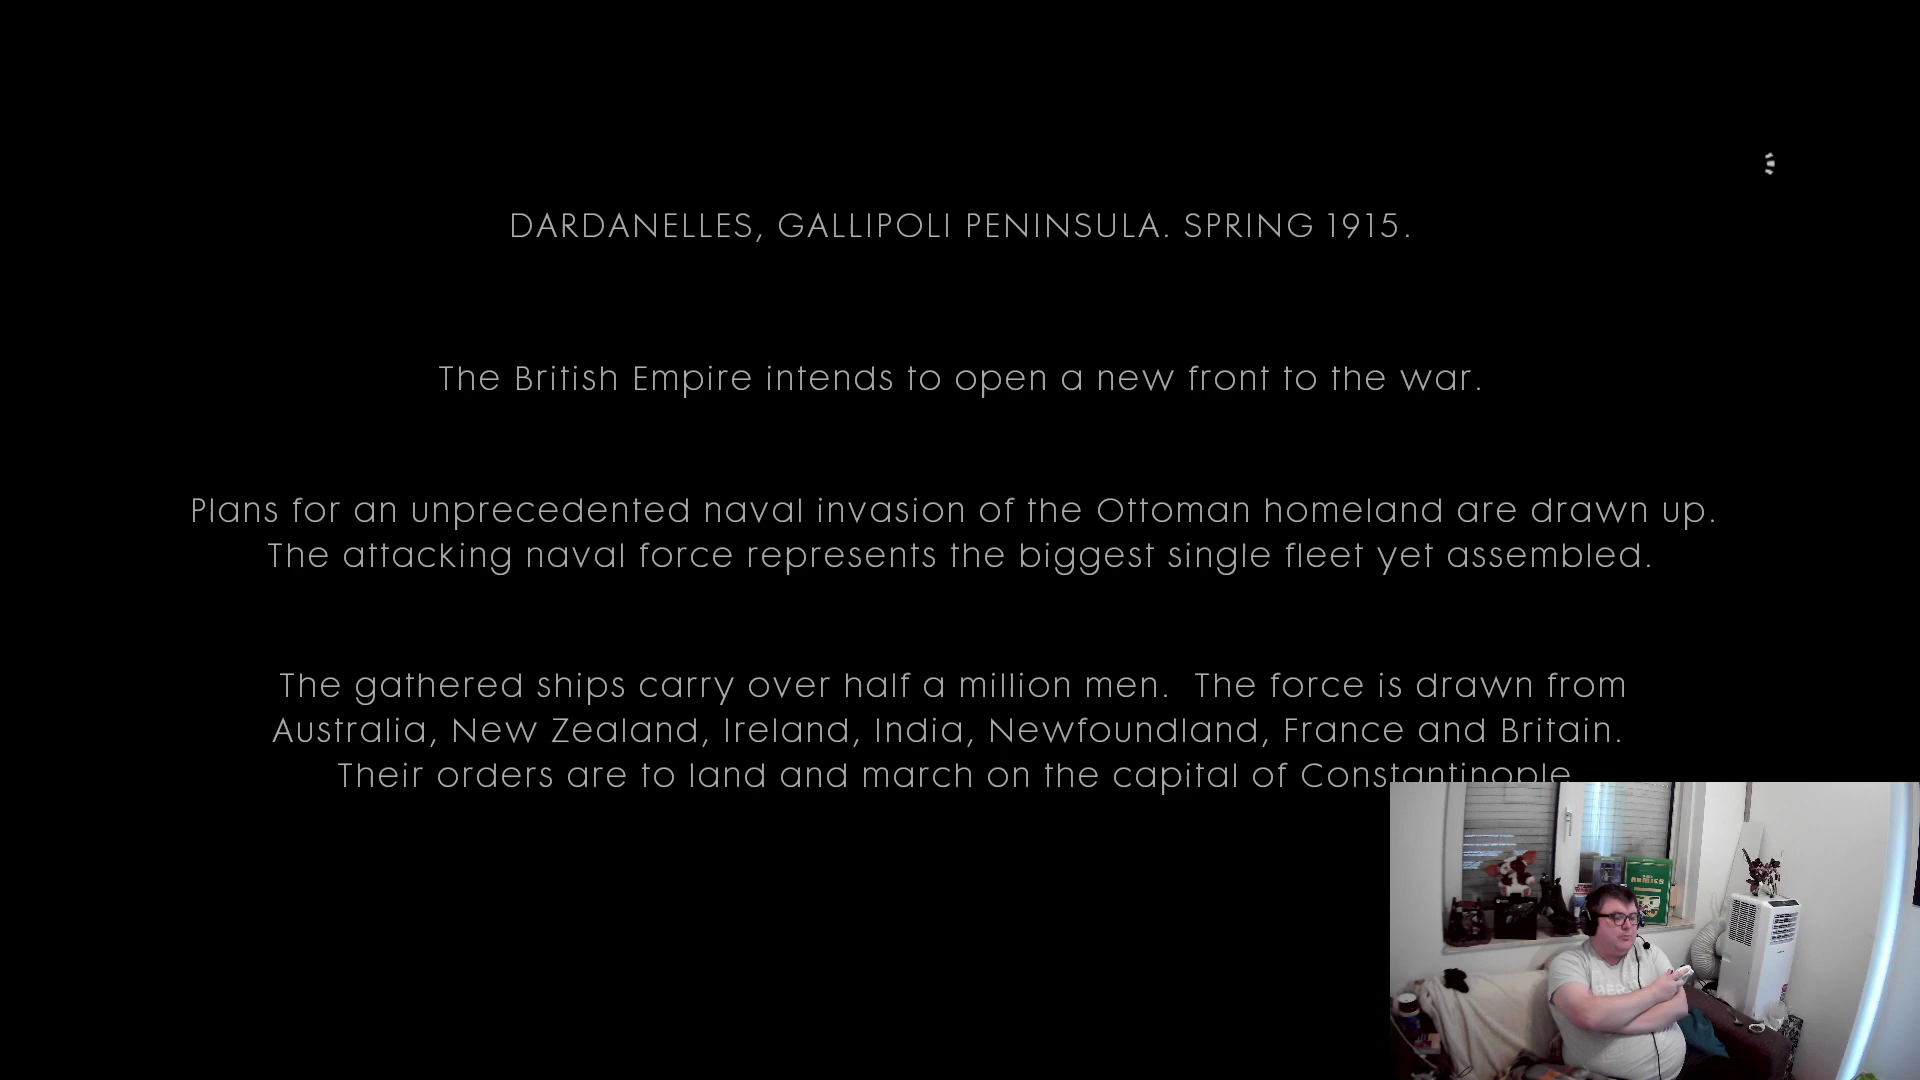 DARDANELLES, GALLIPOLI PENINSULA. SPRING 1915.
The British Empire intends to open a new front to the war.
Plans for an unprecedented naval invasion of the Ottoman homeland are drawn up.
The attacking naval force represents the biggest single fleet yet assembled.
The gathered ships carry over half a million men. The force is drawn from
Australia, New Zealand, Ireland, India, Newfoundland, France and Britain.
Their orders are to land and march on the capital of Constantinople